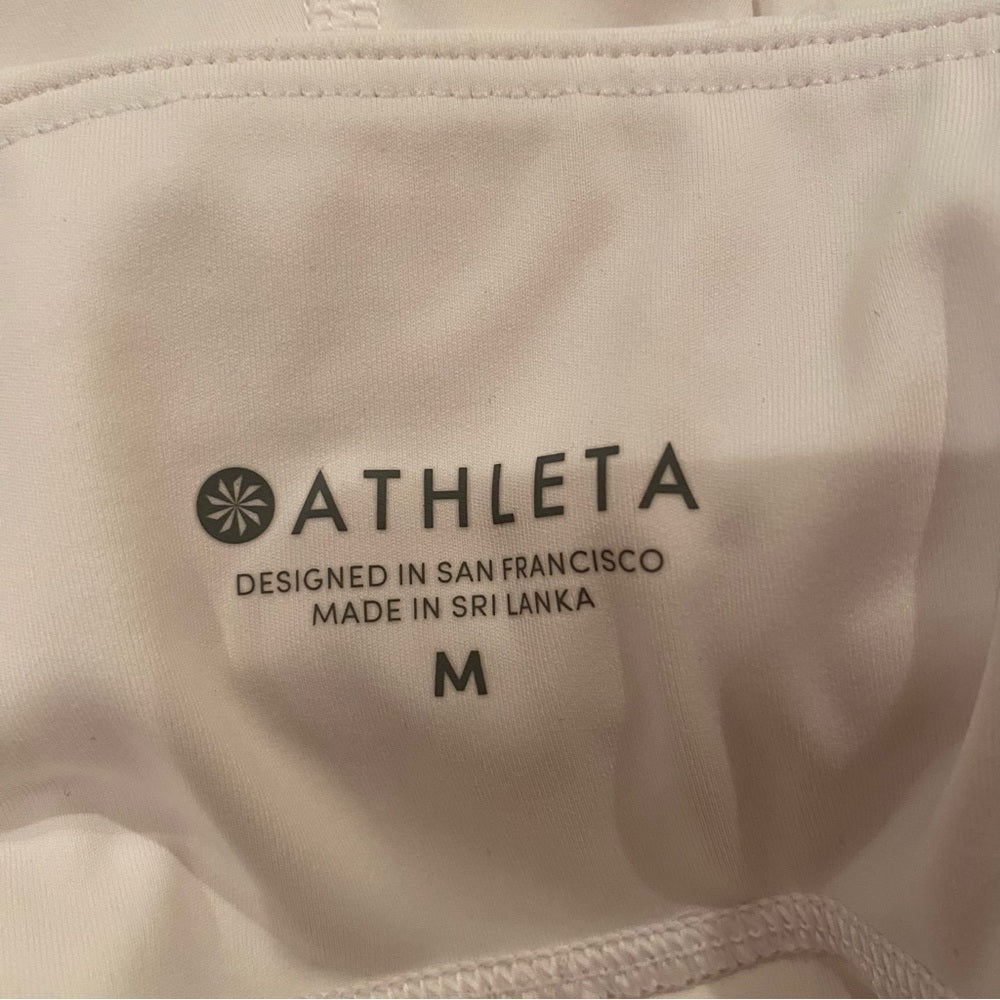 ATHLETA
DESIGNED IN SAN FRANCISCO
MADE IN SRI LANKA
M